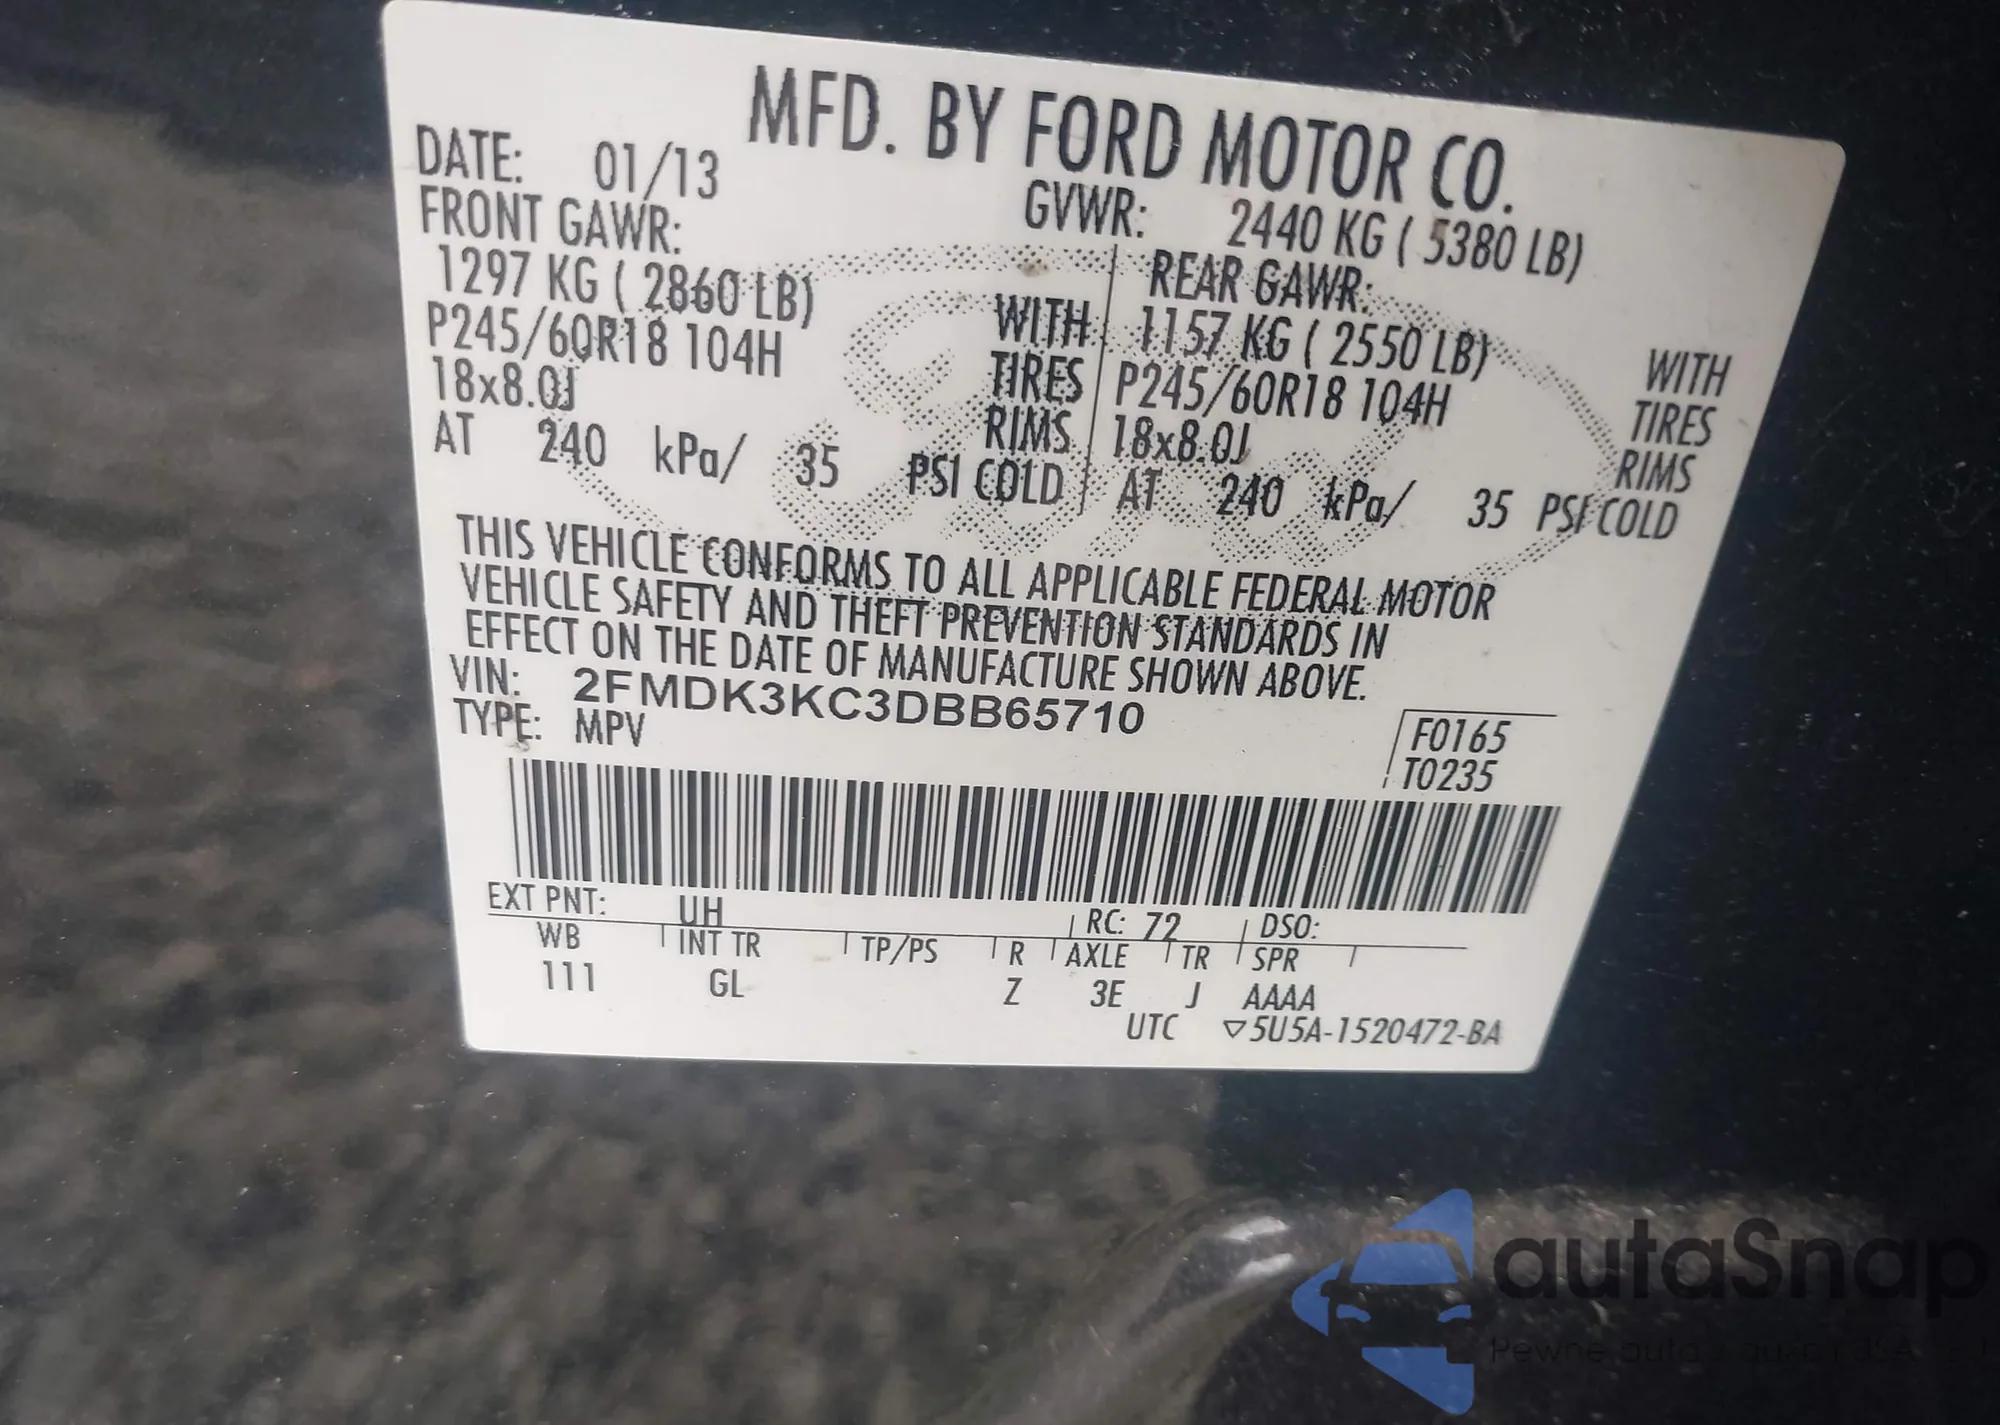 MFD. BY FORD MOTOR CO.
DATE: 01/13 GVWR: 2440 KG ( 5380 LB)
FRONT GAWR: REAR GAWR:
1297 KG ( 2860 LB) WITH 1157 KG ( 2550 LB) WITH
P245/60R18 104H TIRES P245/60R18 104H TIRES
18x8.0J RIMS 18x8.0J RIMS
AT 240 kPa/ 35 PSI COLD AT 240 kPa/ 35 PSI COLD
THIS VEHICLE CONFORMS TO ALL APPLICABLE FEDERAL MOTOR
VEHICLE SAFETY AND THEFT PREVENTION STANDARDS IN
EFFECT ON THE DATE OF MANUFACTURE SHOWN ABOVE.
VIN: 2FMDK3KC3DBB65710
TYPE: MPV F0165
T0235
EXT PNT: UH RC: 72 DSO:
WB INT TR TP/PS R AXLE TR SPR
111 GL Z 3E J AAAA
UTC ▽5U5A-1520472-BA
autaSnap
Pewne auta